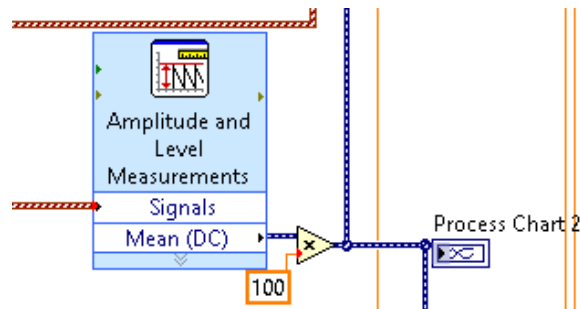 Amplitude and
Level
Measurements
Signals
Mean (DC)
Process Chart 2
100